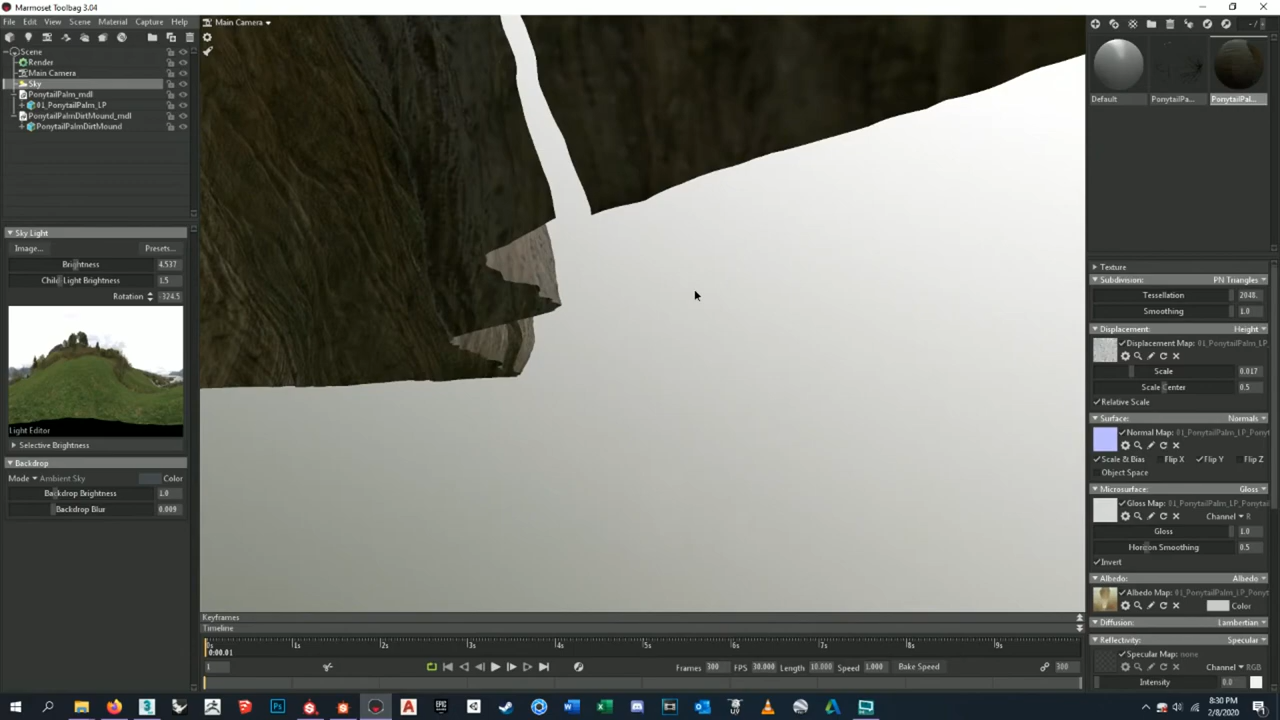 Marmoset Toolbag 3.04
File Edit View Scene Material Capture Help
Main Camera
Scene
Render
Main Camera
Sky
PonytailPalm_mdl
01_PonytailPalm_LP
PonytailPalmDirtMound_mdl
PonytailPalmDirtMound
Sky Light
Image... Presets...
Brightness 4.537
Child Light Brightness 1.5
Rotation -324.5
Light Editor
Selective Brightness
Backdrop
Mode Ambient Sky Color
Backdrop Brightness 1.0
Backdrop Blur 0.009
Default PonytailPa... PonytailPal...
Texture
Subdivision: PN Triangles
Tessellation 2048.
Smoothing 1.0
Displacement: Height
Displacement Map: 01_PonytailPalm_LP_
Scale 0.017
Scale Center 0.5
Relative Scale
Surface: Normals
Normal Map: 01_PonytailPalm_LP_Ponyt
Scale & Bias Flip X Flip Y Flip Z
Object Space
Microsurface: Gloss
Gloss Map: 01_PonytailPalm_LP_Ponytai
Channel R
Gloss 1.0
Horizon Smoothing 0.5
Invert
Albedo: Albedo
Albedo Map: 01_PonytailPalm_LP_Ponyt
Color
Diffusion: Lambertian
Reflectivity: Specular
Specular Map: none
Channel RGB
Intensity 0.0
Keyframes
Timeline
0s 1s 2s 3s 4s 5s 6s 7s 8s 9s
0:00.01
1 Frames 300 FPS 30.000 Length 10.000 Speed 1.000 Bake Speed 300
8:30 PM
2/8/2020